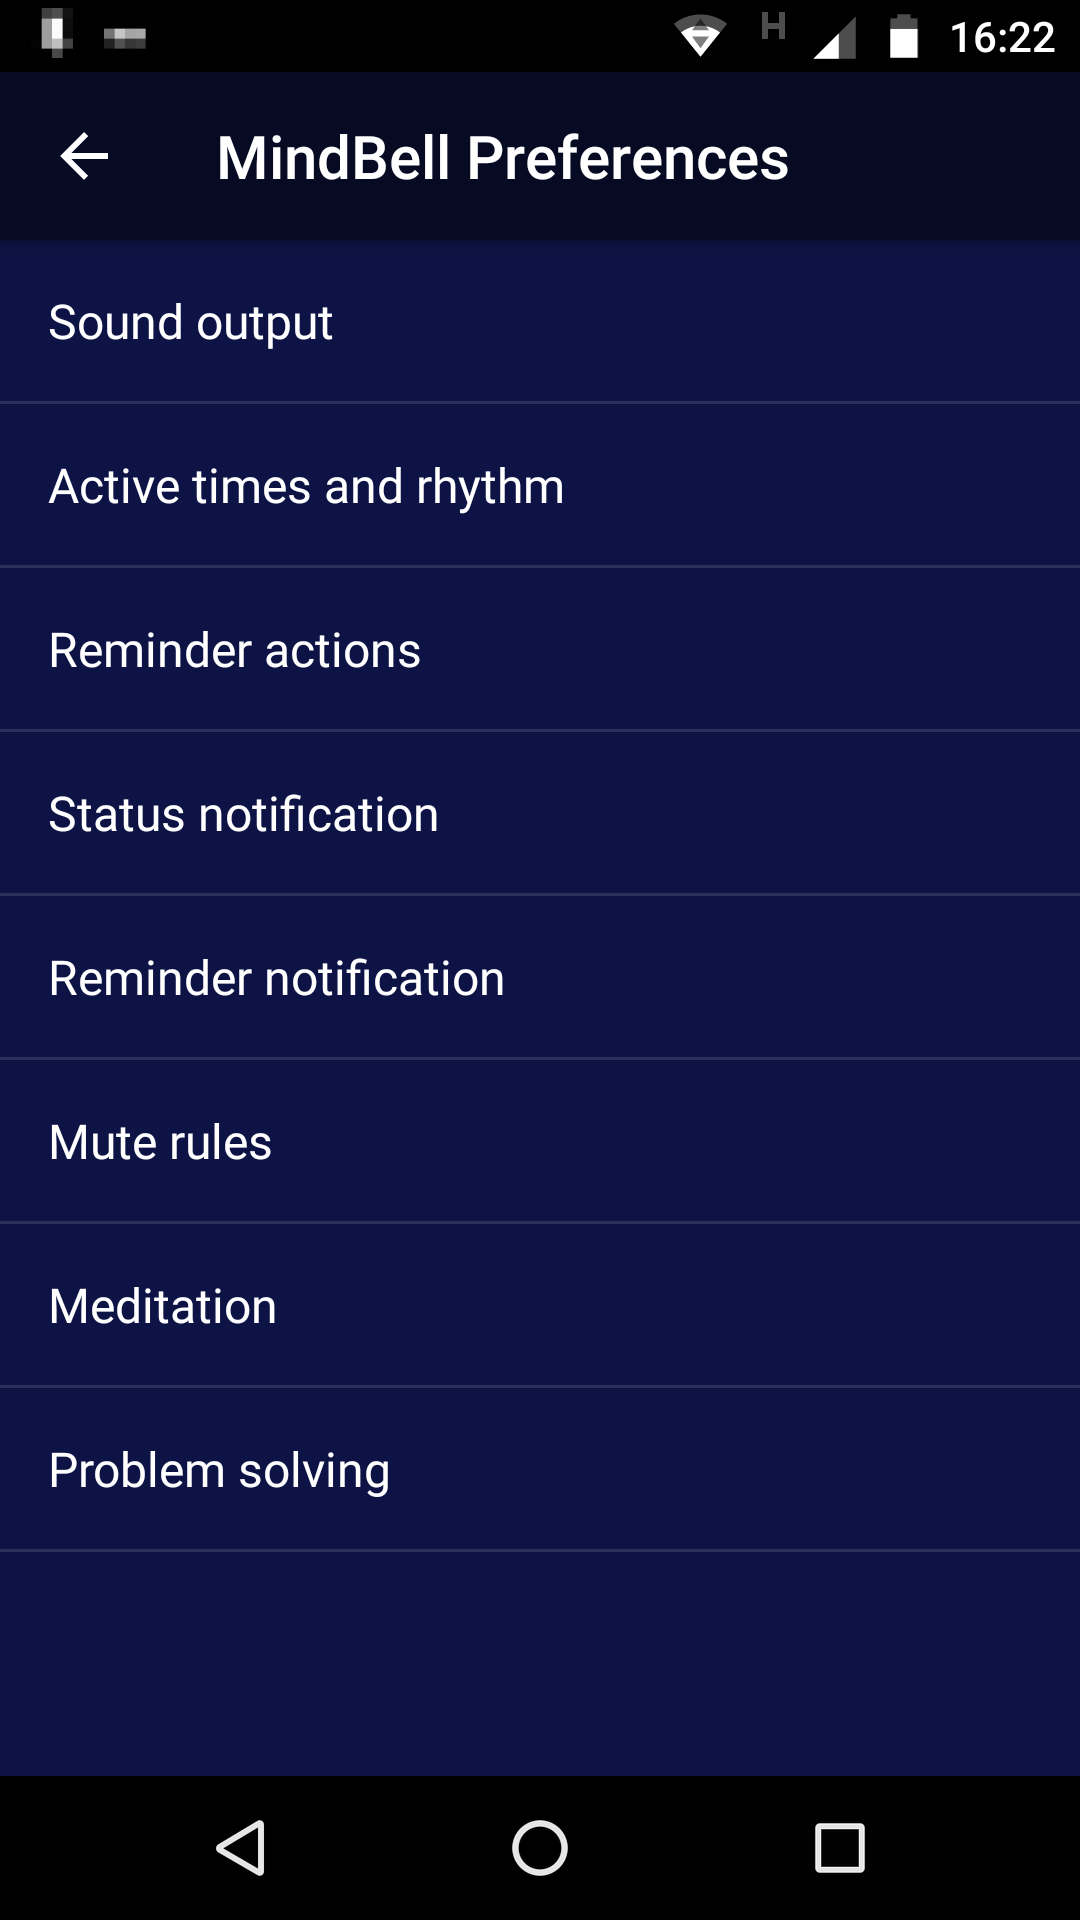 H 16:22
MindBell Preferences
Sound output
Active times and rhythm
Reminder actions
Status notification
Reminder notification
Mute rules
Meditation
Problem solving